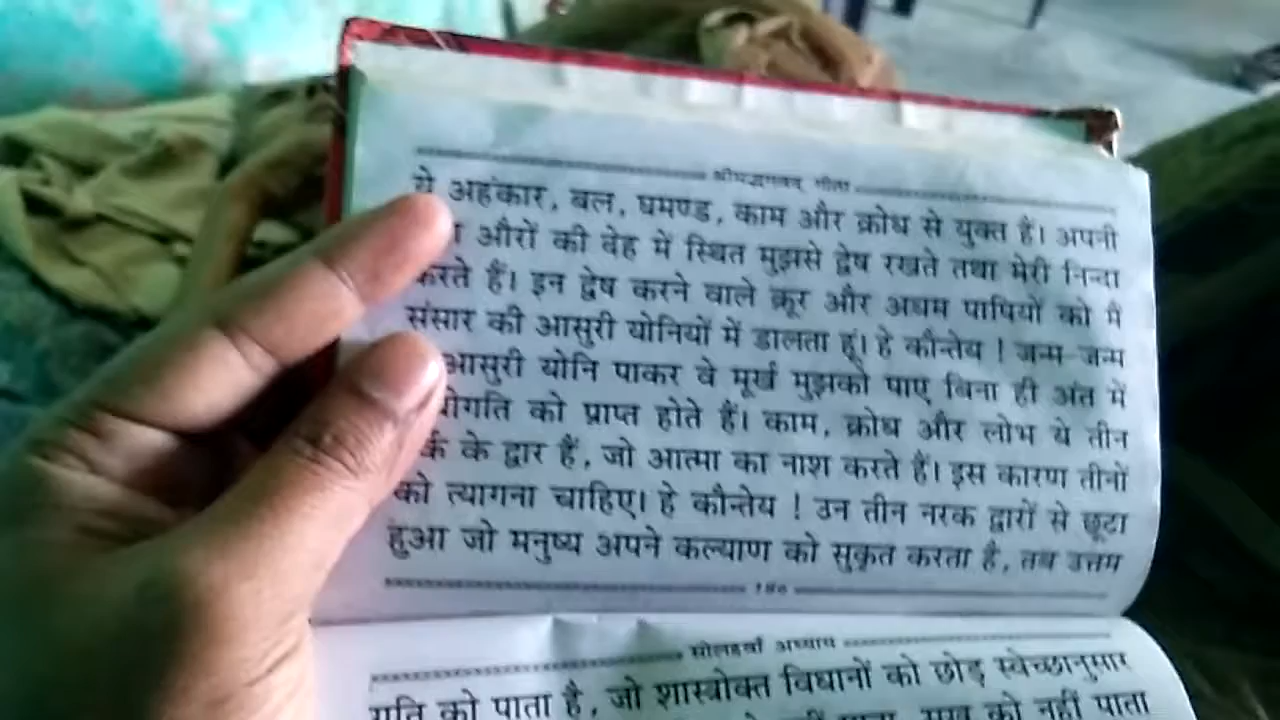 श्रीमद्भगवद् गीता
ये अहंकार, बल, घमण्ड, काम और क्रोध से युक्त हैं। अपनी
औरों की देह में स्थित मुझसे द्वेष रखते तथा मेरी निन्दा
करते हैं। इन द्वेष करने वाले क्रूर और अधम पापियों को मैं
संसार की आसुरी योनियों में डालता हूं। हे कौन्तेय ! जन्म-जन्म
आसुरी योनि पाकर वे मूर्ख मुझको पाए बिना ही अंत में
को प्राप्त होते हैं। काम, क्रोध और लोभ ये तीन
के द्वार हैं, जो आत्मा का नाश करते हैं। इस कारण तीनों
को त्यागना चाहिए। हे कौन्तेय ! उन तीन नरक द्वारों से छूटा
हुआ जो मनुष्य अपने कल्याण को सुकृत करता है, तब उत्तम
सोलहवाँ अध्याय
गति को पाता है, जो शास्त्रोक्त विधानों को छोड़ स्वेच्छानुसार
सुख को नहीं पाता